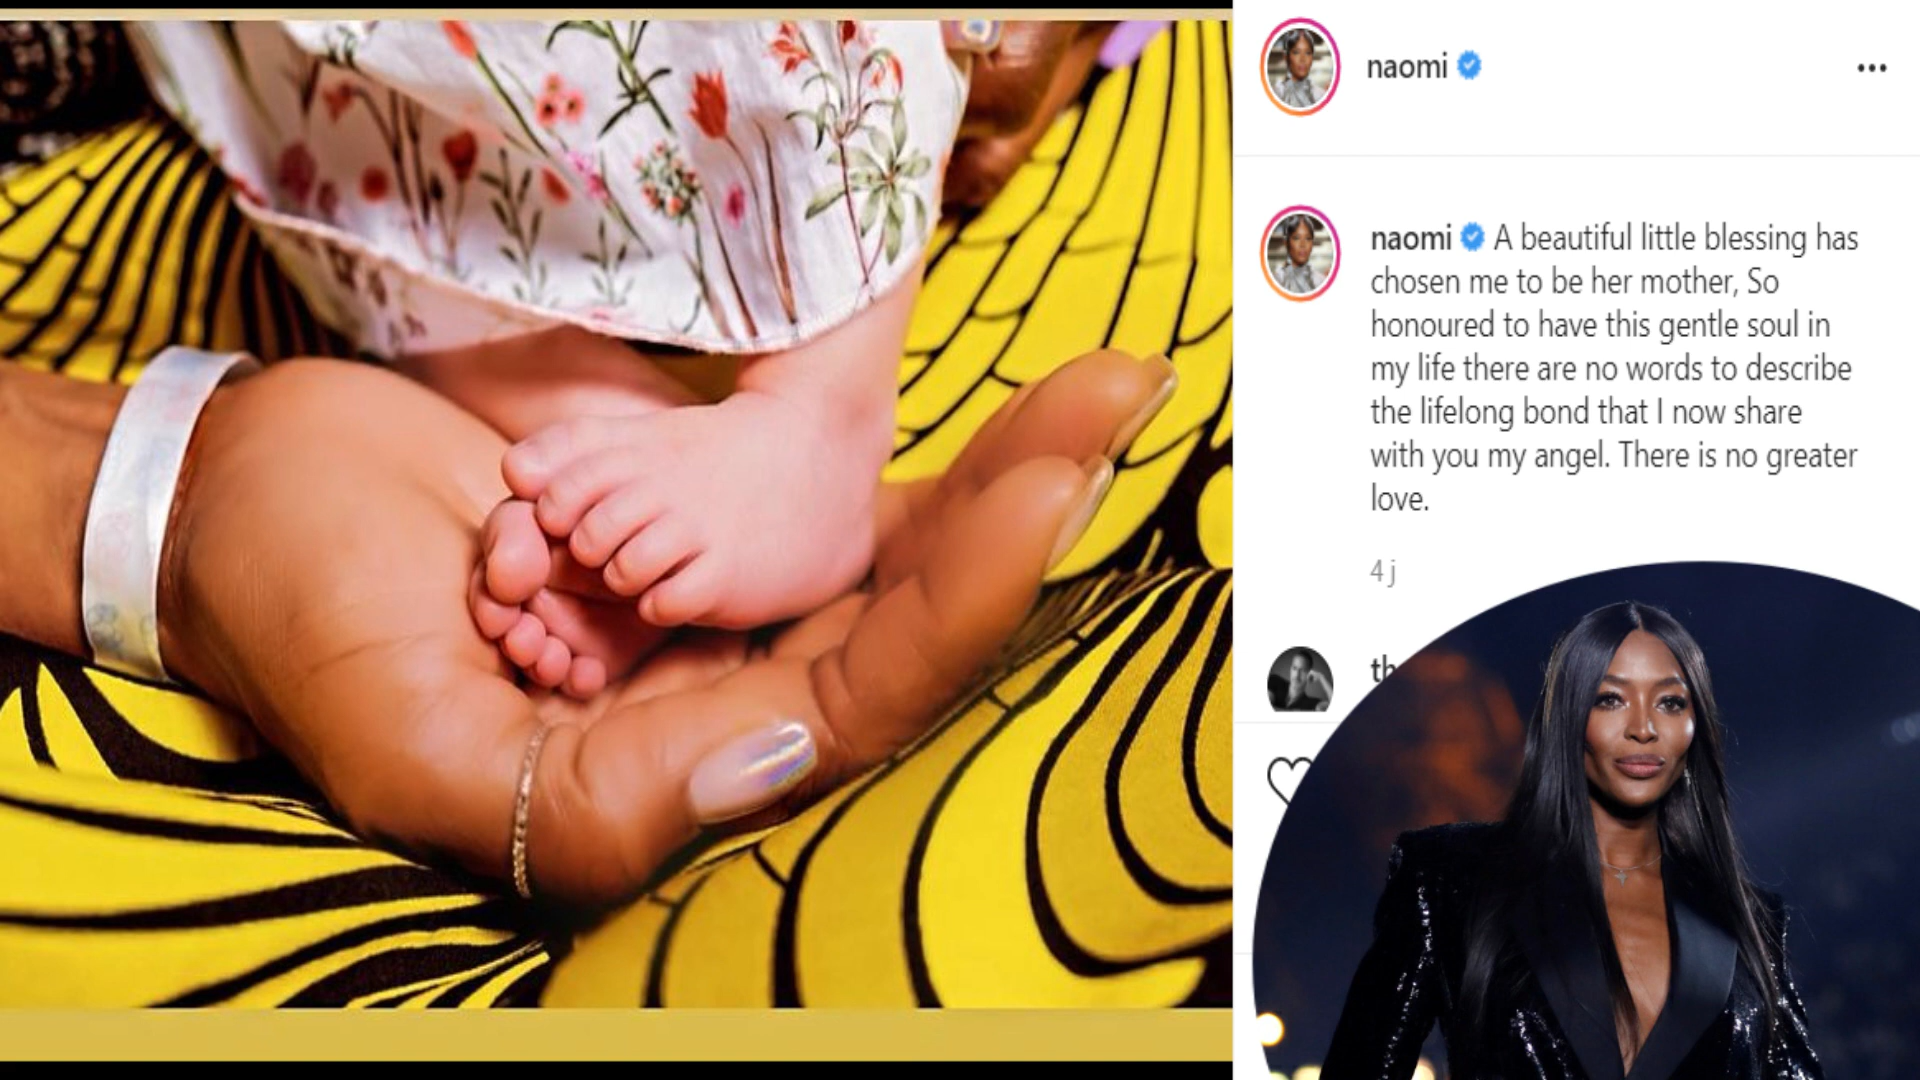 naomi
naomi A beautiful little blessing has
chosen me to be her mother, So
honoured to have this gentle soul in
my life there are no words to describe
the lifelong bond that I now share
with you my angel. There is no greater
love.
4 j
th